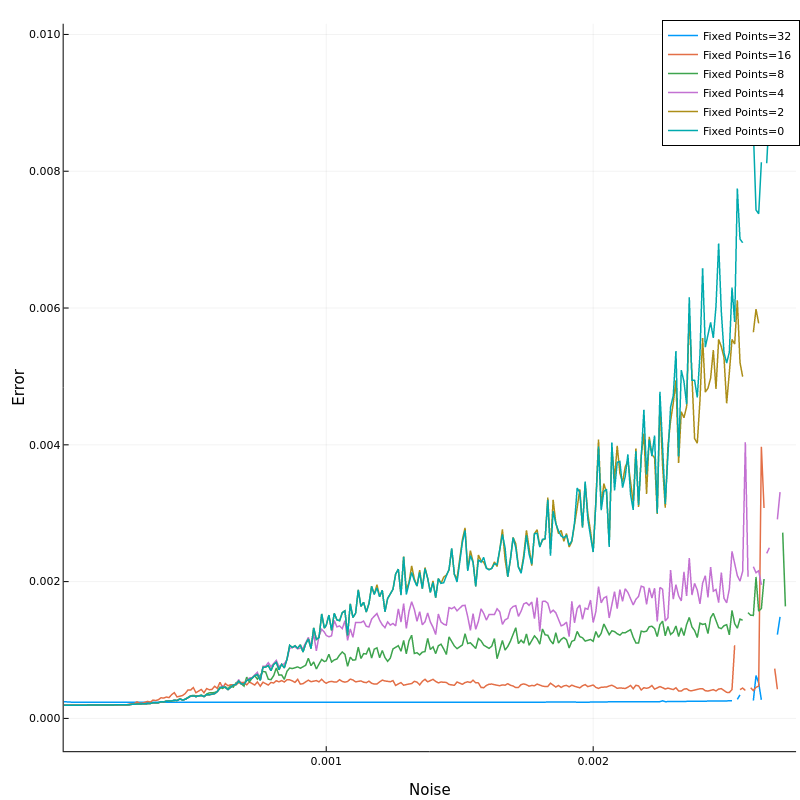 0.010
Fixed Points=32
Fixed Points=16
Fixed Points=8
Fixed Points=4
Fixed Points=2
Fixed Points=0
0.008
0.006
Error
0.004
0.002
0.000
0.001
0.002
Noise